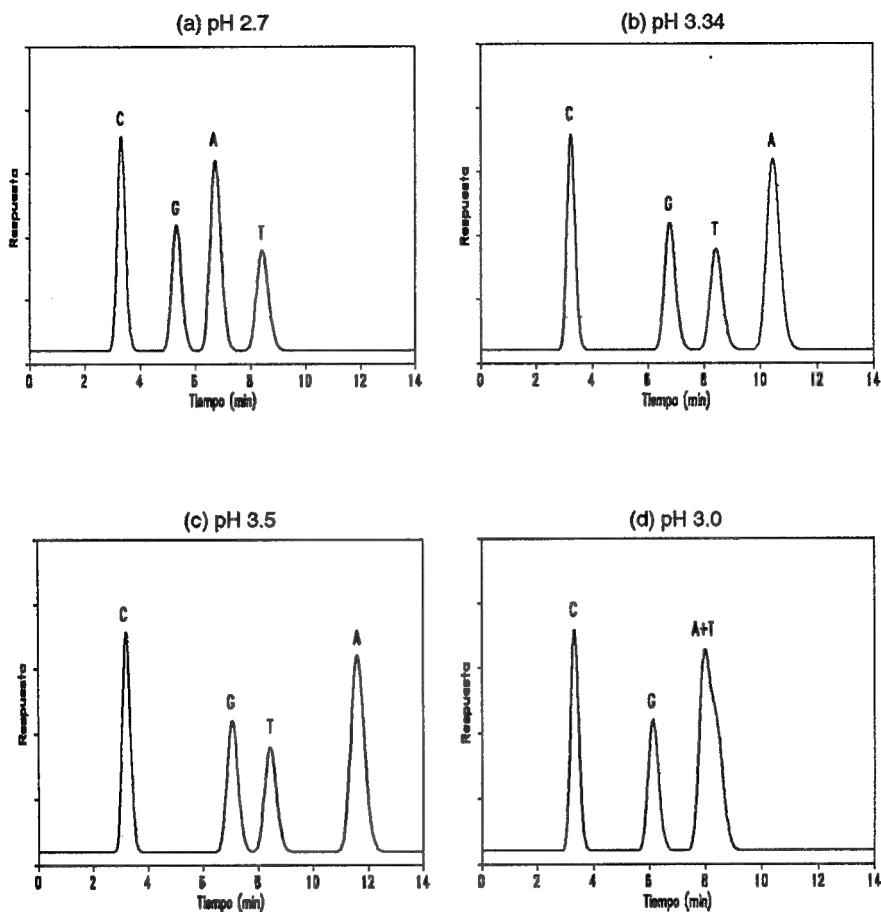 (a) pH 2.7
C
G
A
T
Respuesta
0 2 4 6 8 10 12 14
Tiempo (min)
(b) pH 3.34
C
G
T
A
Respuesta
0 2 4 6 8 10 12 14
Tiempo (min)
(c) pH 3.5
C
G
T
A
Respuesta
0 2 4 6 8 10 12 14
Tiempo (min)
(d) pH 3.0
C
G
A+T
Respuesta
0 2 4 6 8 10 12 14
Tiempo (min)